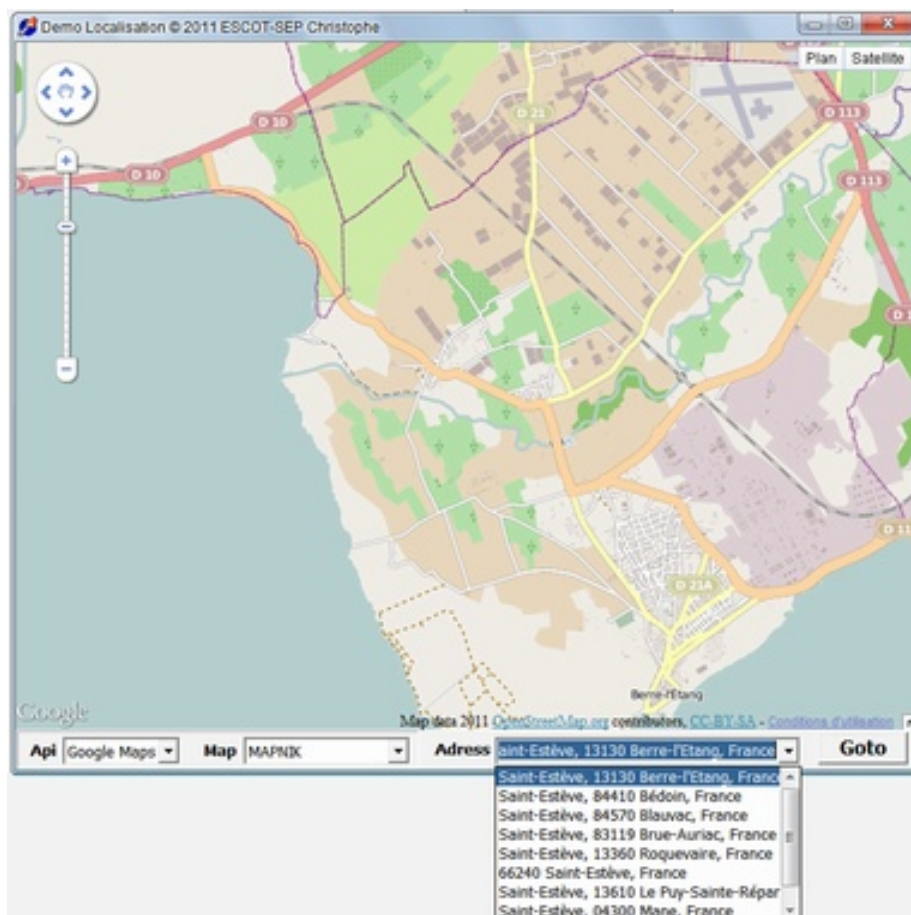 Demo Localisation © 2011 ESCOT-SEP Christophe
Plan Satellite
D 10
D 21
D 113
D 10
D 113
D 21A
Berre-l'Etang
Google
Map data 2011 OpenStreetMap.org contributors, CC-BY-SA - Conditions d'utilisation
Api Google Maps Map MAPNIK Adress aint-Estève, 13130 Berre-l'Etang, France Goto
Saint-Estève, 13130 Berre-l'Etang, France
Saint-Estève, 84410 Bédoin, France
Saint-Estève, 84570 Blauvac, France
Saint-Estève, 83119 Brue-Auriac, France
Saint-Estève, 13360 Roquevaire, France
66240 Saint-Estève, France
Saint-Estève, 13610 Le Puy-Sainte-Répar
Saint-Estève, 04300 Mane, France